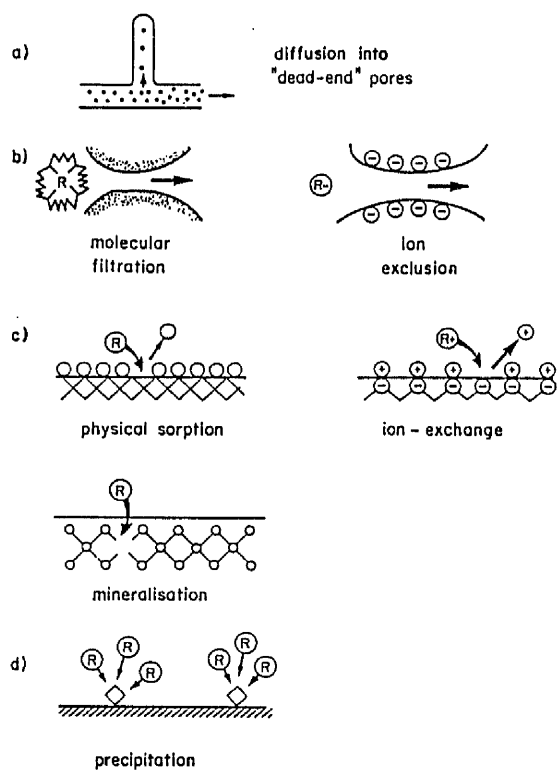 a)
diffusion into
"dead-end" pores
b)
R
R-
− − − −
− − − −
molecular
filtration
ion
exclusion
c)
R
R+
+
+ + + + +
− − − − − −
physical sorption
ion - exchange
R
mineralisation
d)
R R R
R R R
precipitation